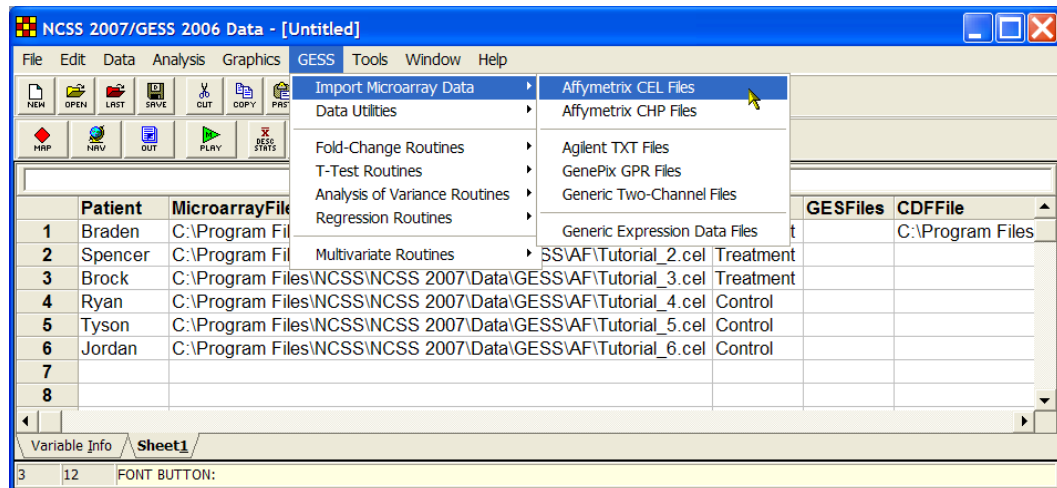 NCSS 2007/GESS 2006 Data - [Untitled]
File Edit Data Analysis Graphics GESS Tools Window Help
NEW OPEN LAST SAVE CUT COPY PAS
MAP NAV OUT PLAY DESC STATS
Import Microarray Data
Data Utilities
Fold-Change Routines
T-Test Routines
Analysis of Variance Routines
Regression Routines
Multivariate Routines
Affymetrix CEL Files
Affymetrix CHP Files
Agilent TXT Files
GenePix GPR Files
Generic Two-Channel Files
Generic Expression Data Files
Patient MicroarrayFile GESFiles CDFFile
1 Braden C:\Program Fil t C:\Program Files
2 Spencer C:\Program Fil SS\AF\Tutorial_2.cel Treatment
3 Brock C:\Program Files\NCSS\NCSS 2007\Data\GESS\AF\Tutorial_3.cel Treatment
4 Ryan C:\Program Files\NCSS\NCSS 2007\Data\GESS\AF\Tutorial_4.cel Control
5 Tyson C:\Program Files\NCSS\NCSS 2007\Data\GESS\AF\Tutorial_5.cel Control
6 Jordan C:\Program Files\NCSS\NCSS 2007\Data\GESS\AF\Tutorial_6.cel Control
7
8
Variable Info Sheet1
3 12 FONT BUTTON: